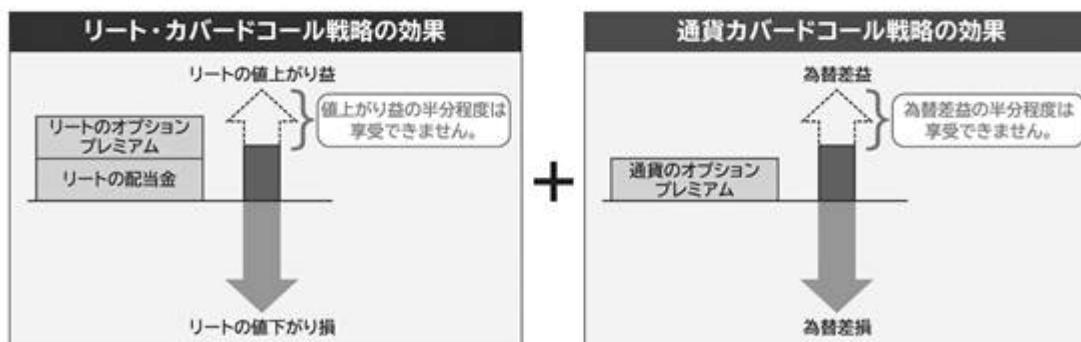 リート・カバードコール戦略の効果
リートの値上がり益
値上がり益の半分程度は
享受できません。
リートのオプション
プレミアム
リートの配当金
リートの値下がり損
+
通貨カバードコール戦略の効果
為替差益
為替差益の半分程度は
享受できません。
通貨のオプション
プレミアム
為替差損